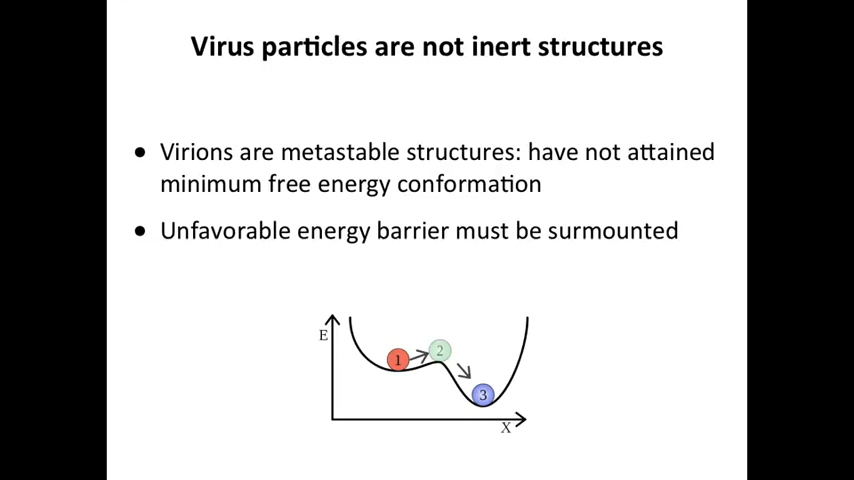 Virus particles are not inert structures
● Virions are metastable structures: have not attained
minimum free energy conformation
● Unfavorable energy barrier must be surmounted
E
1
2
3
X